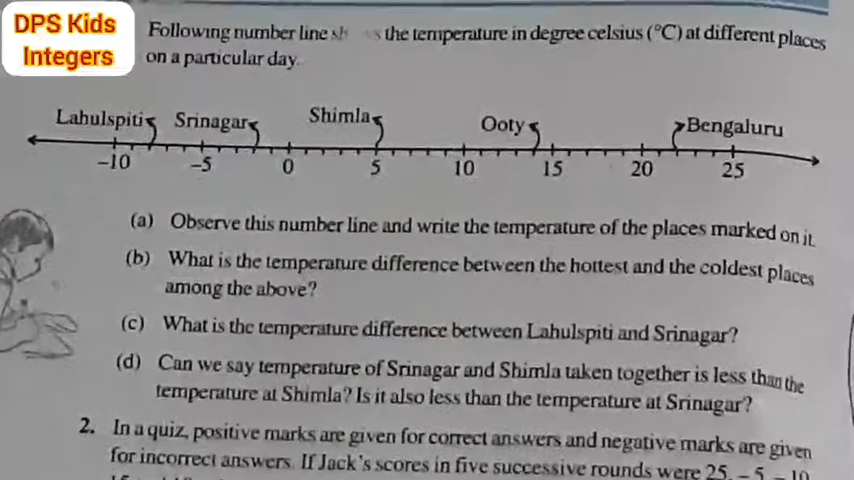 DPS Kids
Integers
Following number line the temperature in degree celsius (°C) at different places
on a particular day.
Lahulspiti Srinagar Shimla Ooty Bengaluru
–10 –5 0 5 10 15 20 25
(a) Observe this number line and write the temperature of the places marked on it.
(b) What is the temperature difference between the hottest and the coldest places
among the above?
(c) What is the temperature difference between Lahulspiti and Srinagar?
(d) Can we say temperature of Srinagar and Shimla taken together is less than the
temperature at Shimla? Is it also less than the temperature at Srinagar?
2. In a quiz, positive marks are given for correct answers and negative marks are given
for incorrect answers. If Jack's scores in five successive rounds were 25, – 5, – 10,